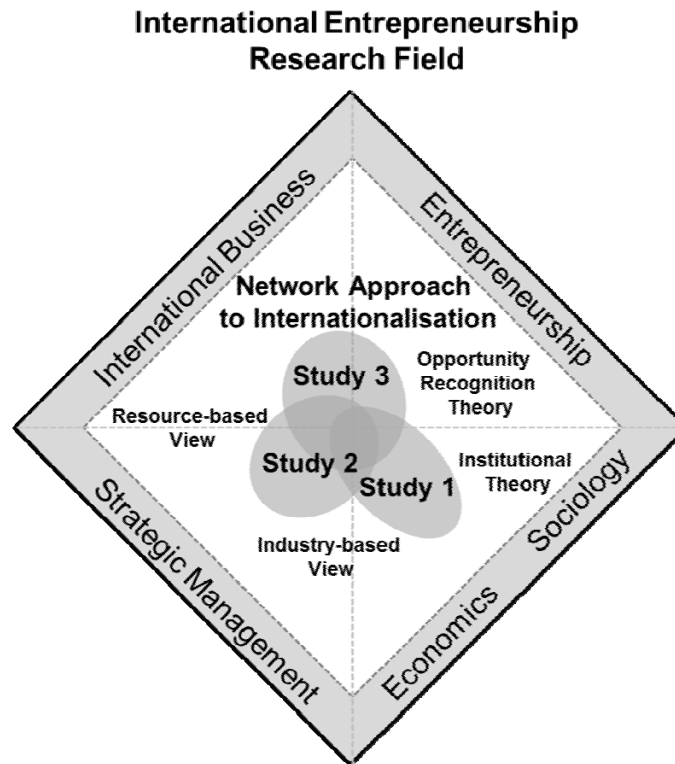 International Entrepreneurship
Research Field
International Business
Entrepreneurship
Network Approach
to Internationalisation
Study 3
Opportunity
Recognition
Theory
Resource-based
View
Study 2
Study 1
Institutional
Theory
Industry-based
View
Strategic Management
Economics
Sociology